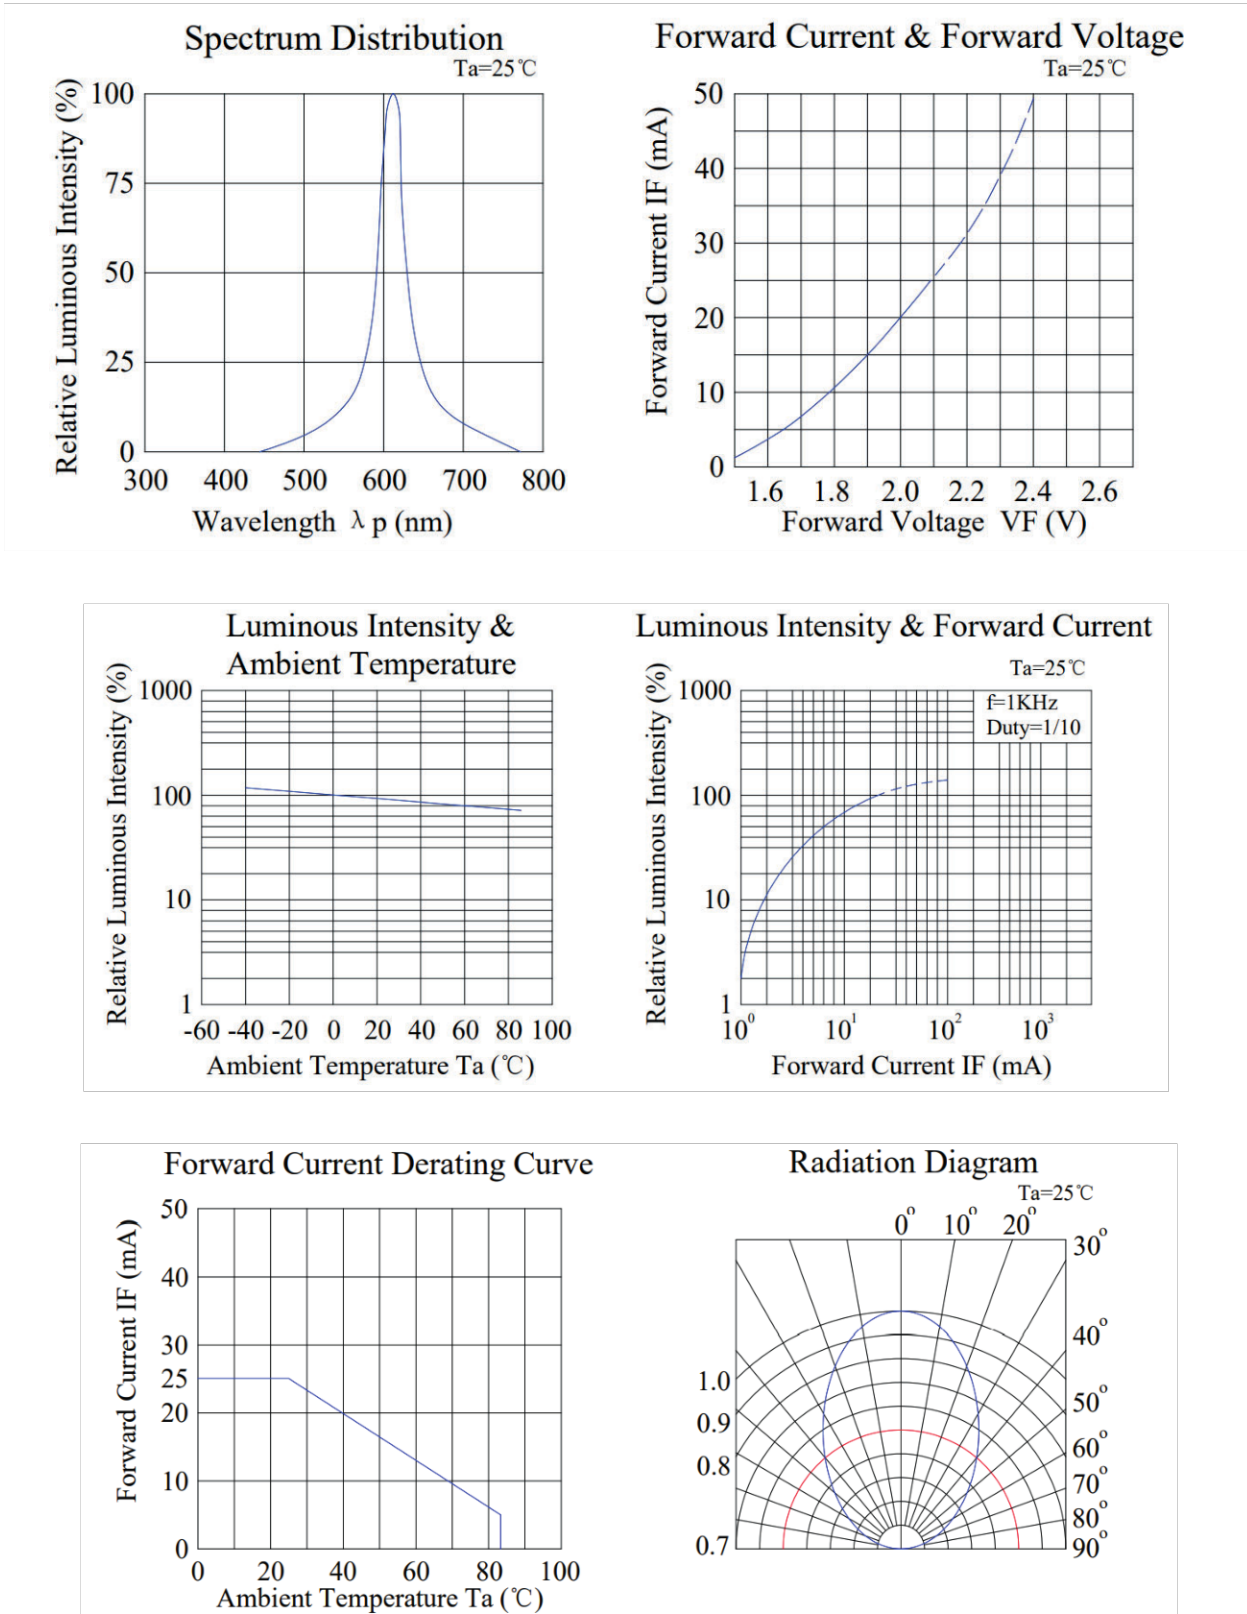 Spectrum Distribution
Ta=25℃
Relative Luminous Intensity (%)
100
75
50
25
0
300 400 500 600 700 800
Wavelength λ p (nm)
Forward Current & Forward Voltage
Ta=25℃
Forward Current IF (mA)
50
40
30
20
10
0
1.6 1.8 2.0 2.2 2.4 2.6
Forward Voltage VF (V)
Luminous Intensity &
Ambient Temperature
Relative Luminous Intensity (%)
1000
100
10
1
-60 -40 -20 0 20 40 60 80 100
Ambient Temperature Ta (℃)
Luminous Intensity & Forward Current
Ta=25℃
Relative Luminous Intensity (%)
1000
f=1KHz
Duty=1/10
100
10
1
10⁰ 10¹ 10² 10³
Forward Current IF (mA)
Forward Current Derating Curve
Forward Current IF (mA)
50
40
30
25
20
10
0
0 20 40 60 80 100
Ambient Temperature Ta (℃)
Radiation Diagram
Ta=25℃
0° 10° 20°
30°
40°
1.0
50°
0.9
60°
0.8
70°
80°
0.7
90°